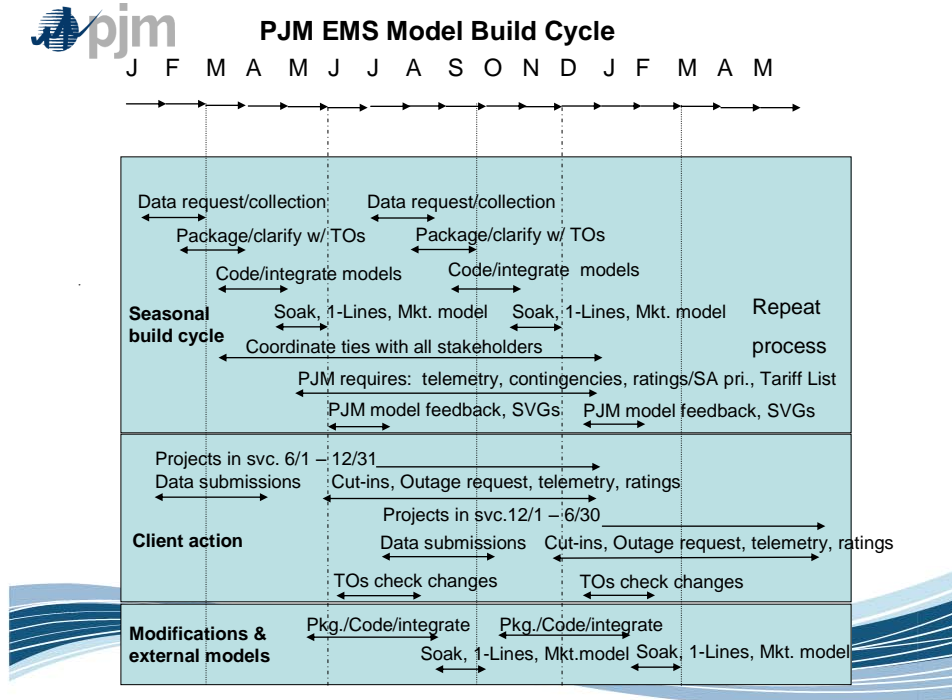 pjm
PJM EMS Model Build Cycle
J F M A M J J A S O N D J F M A M
Data request/collection Data request/collection
Package/clarify w/ TOs Package/clarify w/ TOs
Code/integrate models Code/integrate models
Seasonal
build cycle
Soak, 1-Lines, Mkt. model Soak, 1-Lines, Mkt. model
Repeat
process
Coordinate ties with all stakeholders
PJM requires: telemetry, contingencies, ratings/SA pri., Tariff List
PJM model feedback, SVGs PJM model feedback, SVGs
Projects in svc. 6/1 – 12/31
Data submissions Cut-ins, Outage request, telemetry, ratings
Projects in svc.12/1 – 6/30
Client action
Data submissions Cut-ins, Outage request, telemetry, ratings
TOs check changes TOs check changes
Modifications &
external models
Pkg./Code/integrate Pkg./Code/integrate
Soak, 1-Lines, Mkt.model Soak, 1-Lines, Mkt. model